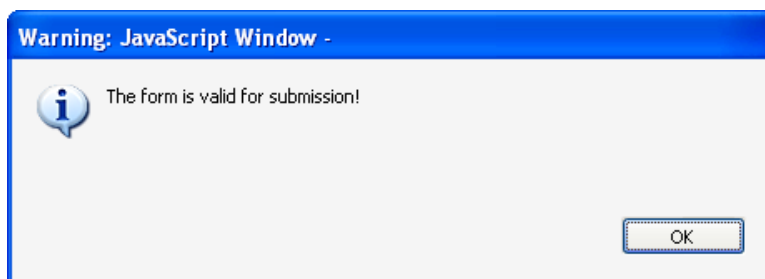 Warning: JavaScript Window -
The form is valid for submission!
OK